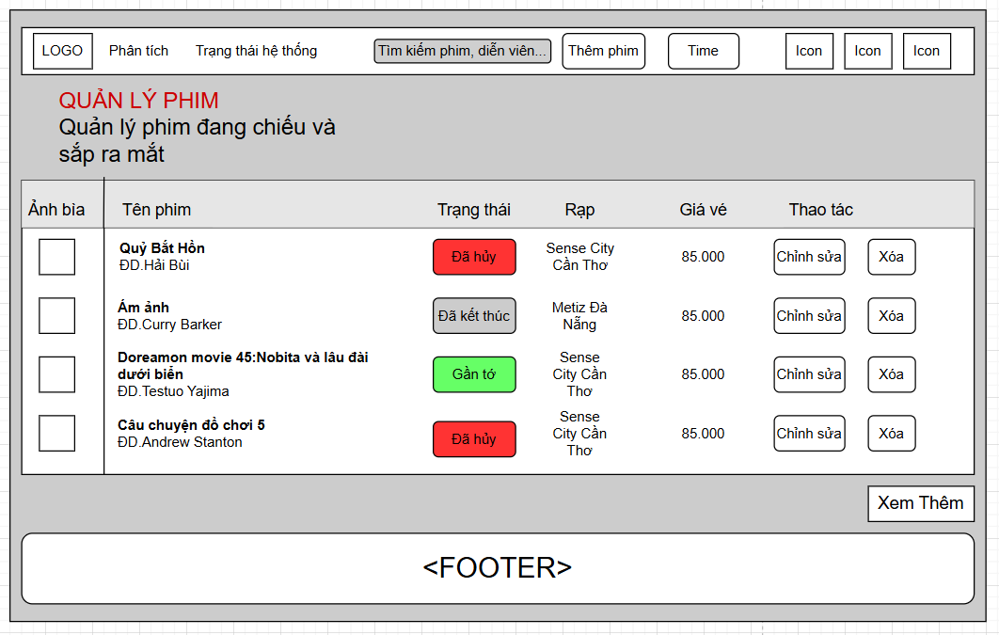 LOGO Phân tích Trạng thái hệ thống Tìm kiếm phim, diễn viên... Thêm phim Time Icon Icon Icon
QUẢN LÝ PHIM
Quản lý phim đang chiếu và
sắp ra mắt
Ảnh bìa Tên phim Trạng thái Rạp Giá vé Thao tác
Quỷ Bắt Hồn
ĐD.Hải Bùi
Đã hủy
Sense City
Cần Thơ
85.000
Chỉnh sửa
Xóa
Ám ảnh
ĐD.Curry Barker
Đã kết thúc
Metiz Đà
Nẵng
85.000
Chỉnh sửa
Xóa
Doreamon movie 45:Nobita và lâu đài
dưới biển
ĐD.Testuo Yajima
Gần tớ
Sense
City Cần
Thơ
85.000
Chỉnh sửa
Xóa
Câu chuyện đồ chơi 5
ĐD.Andrew Stanton
Đã hủy
Sense
City Cần
Thơ
85.000
Chỉnh sửa
Xóa
Xem Thêm
<FOOTER>